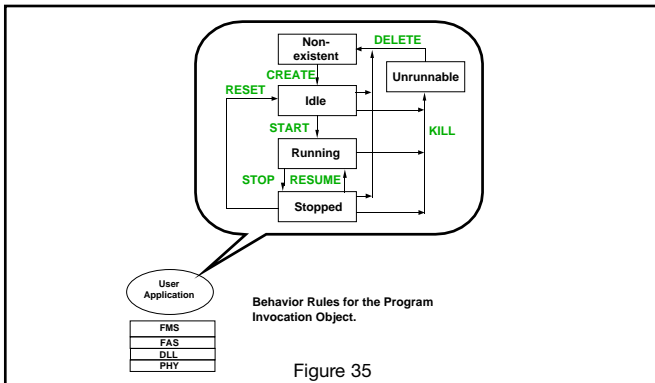 Non-
existent
DELETE
CREATE
Unrunnable
RESET
Idle
START
KILL
Running
STOP RESUME
Stopped
User
Application
Behavior Rules for the Program
Invocation Object.
FMS
FAS
DLL
PHY
Figure 35